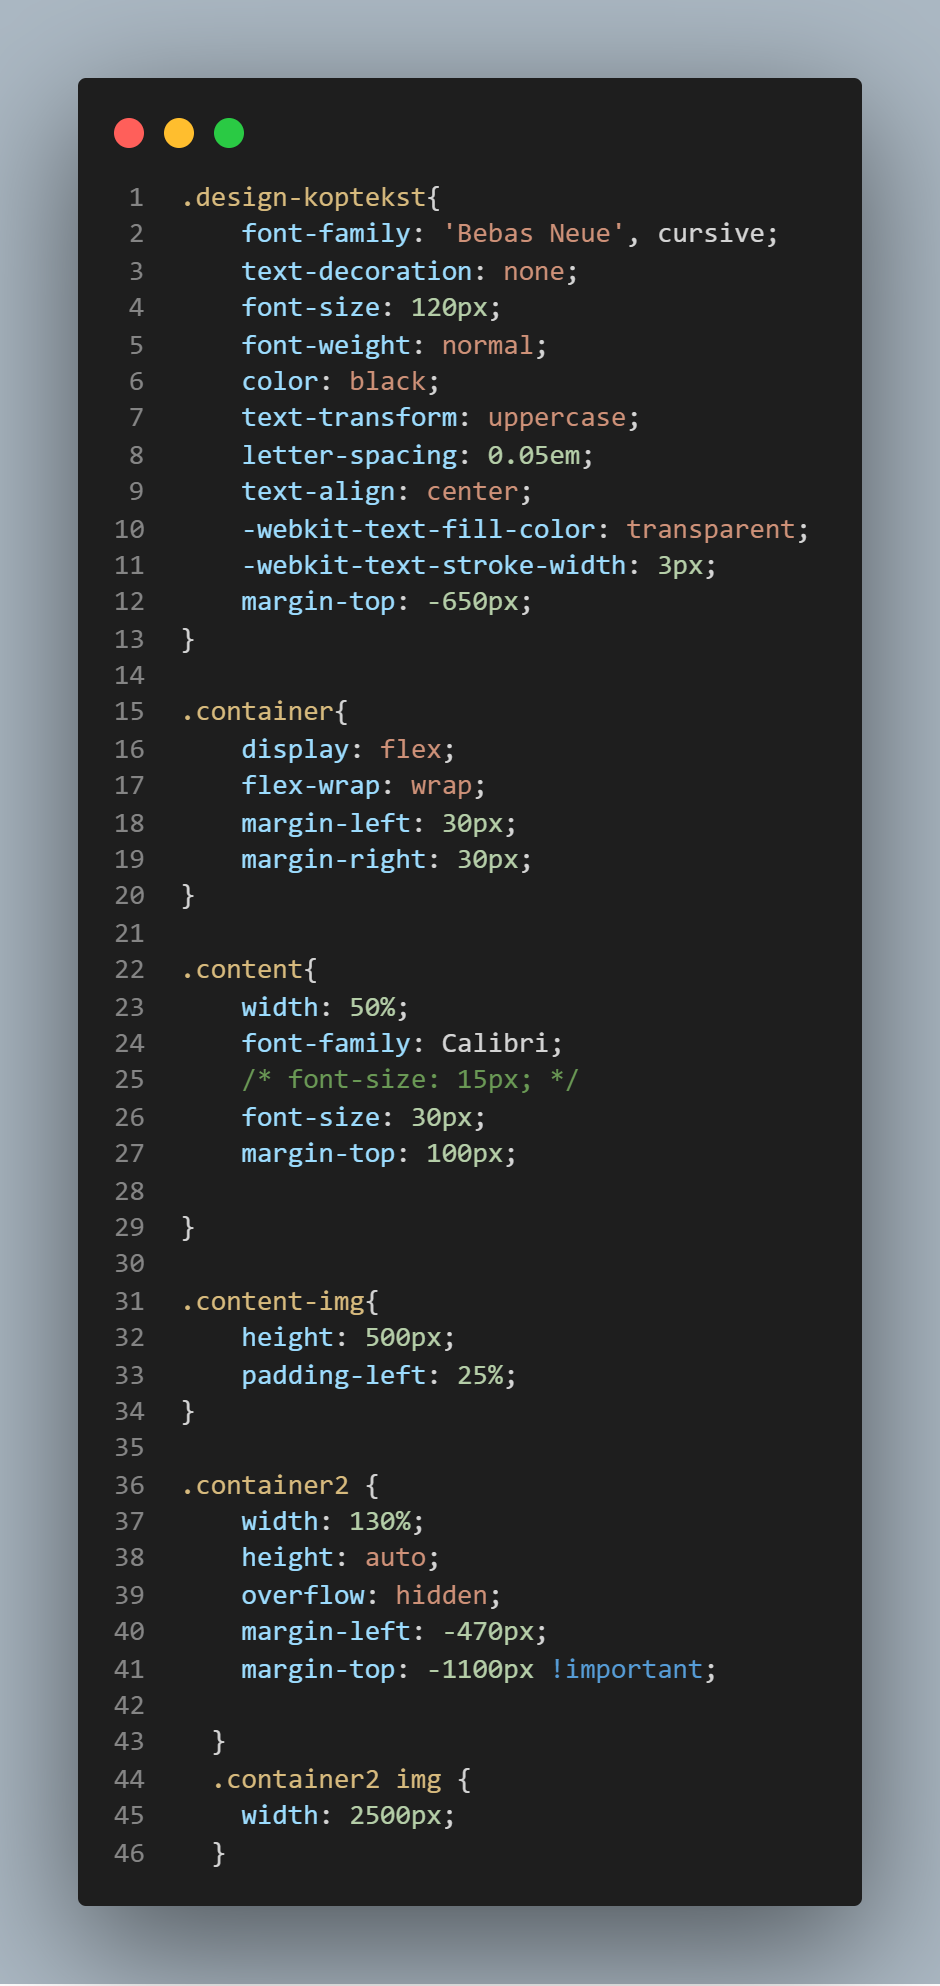 1 .design-koptekst{
2     font-family: 'Bebas Neue', cursive;
3     text-decoration: none;
4     font-size: 120px;
5     font-weight: normal;
6     color: black;
7     text-transform: uppercase;
8     letter-spacing: 0.05em;
9     text-align: center;
10     -webkit-text-fill-color: transparent;
11     -webkit-text-stroke-width: 3px;
12     margin-top: -650px;
13 }
14
15 .container{
16     display: flex;
17     flex-wrap: wrap;
18     margin-left: 30px;
19     margin-right: 30px;
20 }
21
22 .content{
23     width: 50%;
24     font-family: Calibri;
25     /* font-size: 15px; */
26     font-size: 30px;
27     margin-top: 100px;
28
29 }
30
31 .content-img{
32     height: 500px;
33     padding-left: 25%;
34 }
35
36 .container2 {
37     width: 130%;
38     height: auto;
39     overflow: hidden;
40     margin-left: -470px;
41     margin-top: -1100px !important;
42
43   }
44   .container2 img {
45     width: 2500px;
46   }